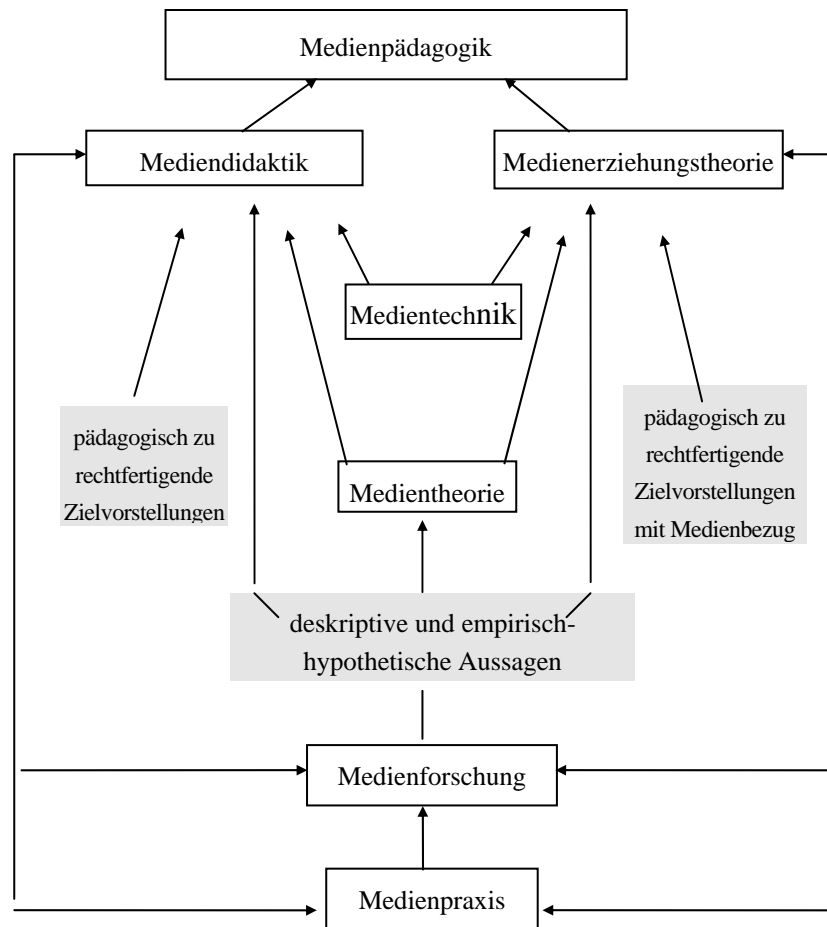 Medienpädagogik
Mediendidaktik
Medienerziehungstheorie
Medientechnik
pädagogisch zu
rechtfertigende
Zielvorstellungen
pädagogisch zu
rechtfertigende
Zielvorstellungen
mit Medienbezug
Medientheorie
deskriptive und empirisch-
hypothetische Aussagen
Medienforschung
Medienpraxis